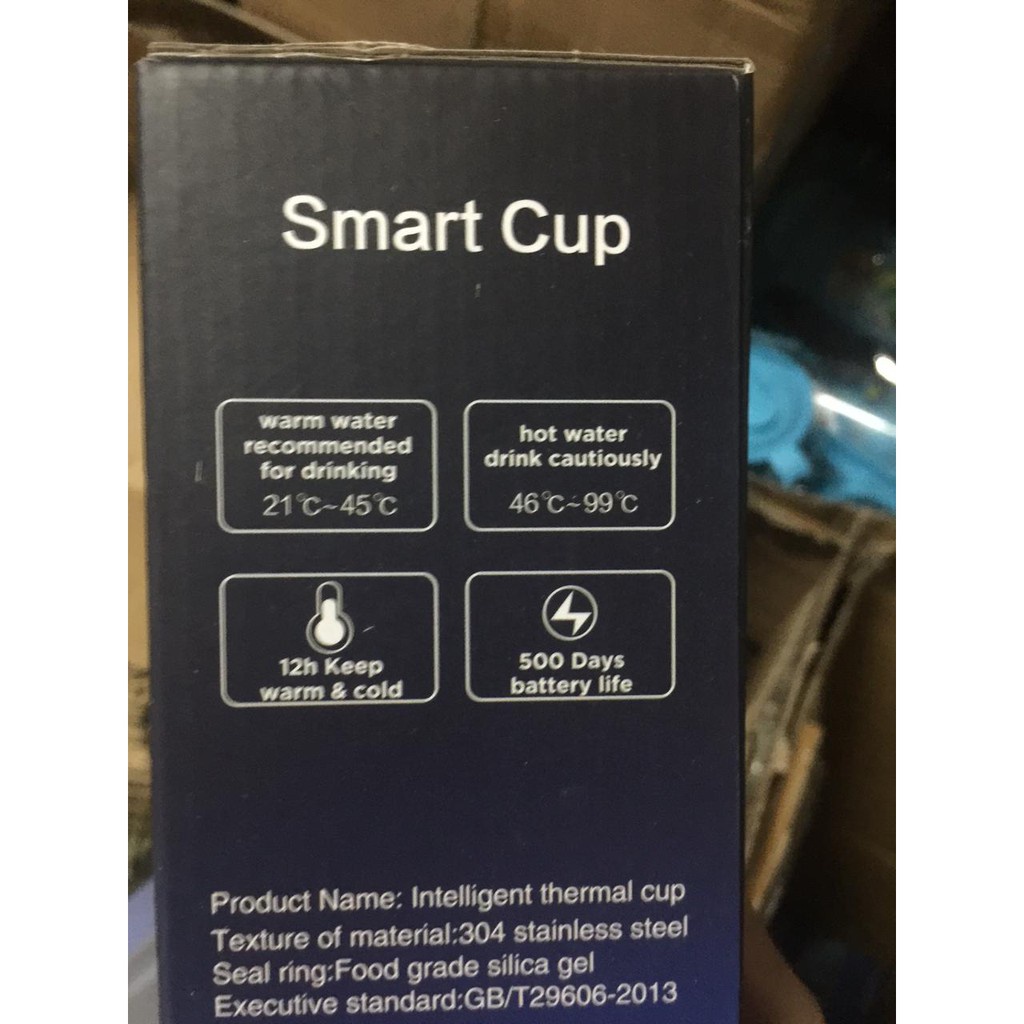 Smart Cup
warm water
recommended
for drinking
21℃~45℃
hot water
drink cautiously
46℃~99℃
12h Keep
warm & cold
500 Days
battery life
Product Name: Intelligent thermal cup
Texture of material:304 stainless steel
Seal ring:Food grade silica gel
Executive standard:GB/T29606-2013